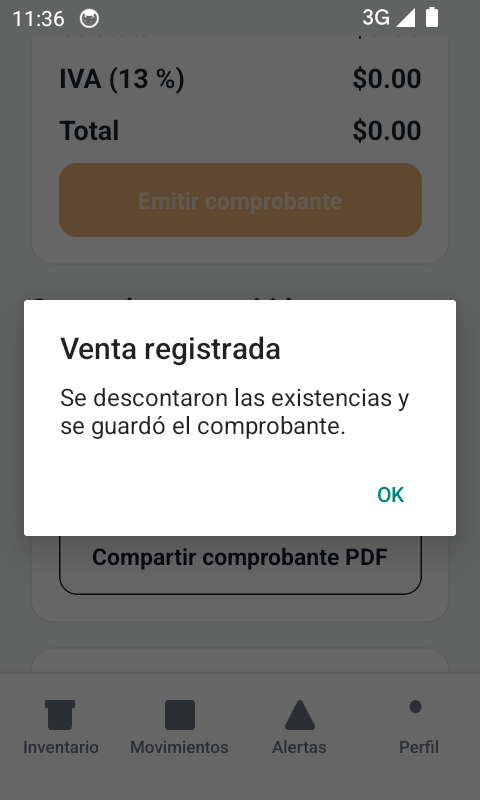 11:36
3G
IVA (13 %) $0.00
Total $0.00
Emitir comprobante
Venta registrada
Se descontaron las existencias y
se guardó el comprobante.
OK
Compartir comprobante PDF
Inventario Movimientos Alertas Perfil